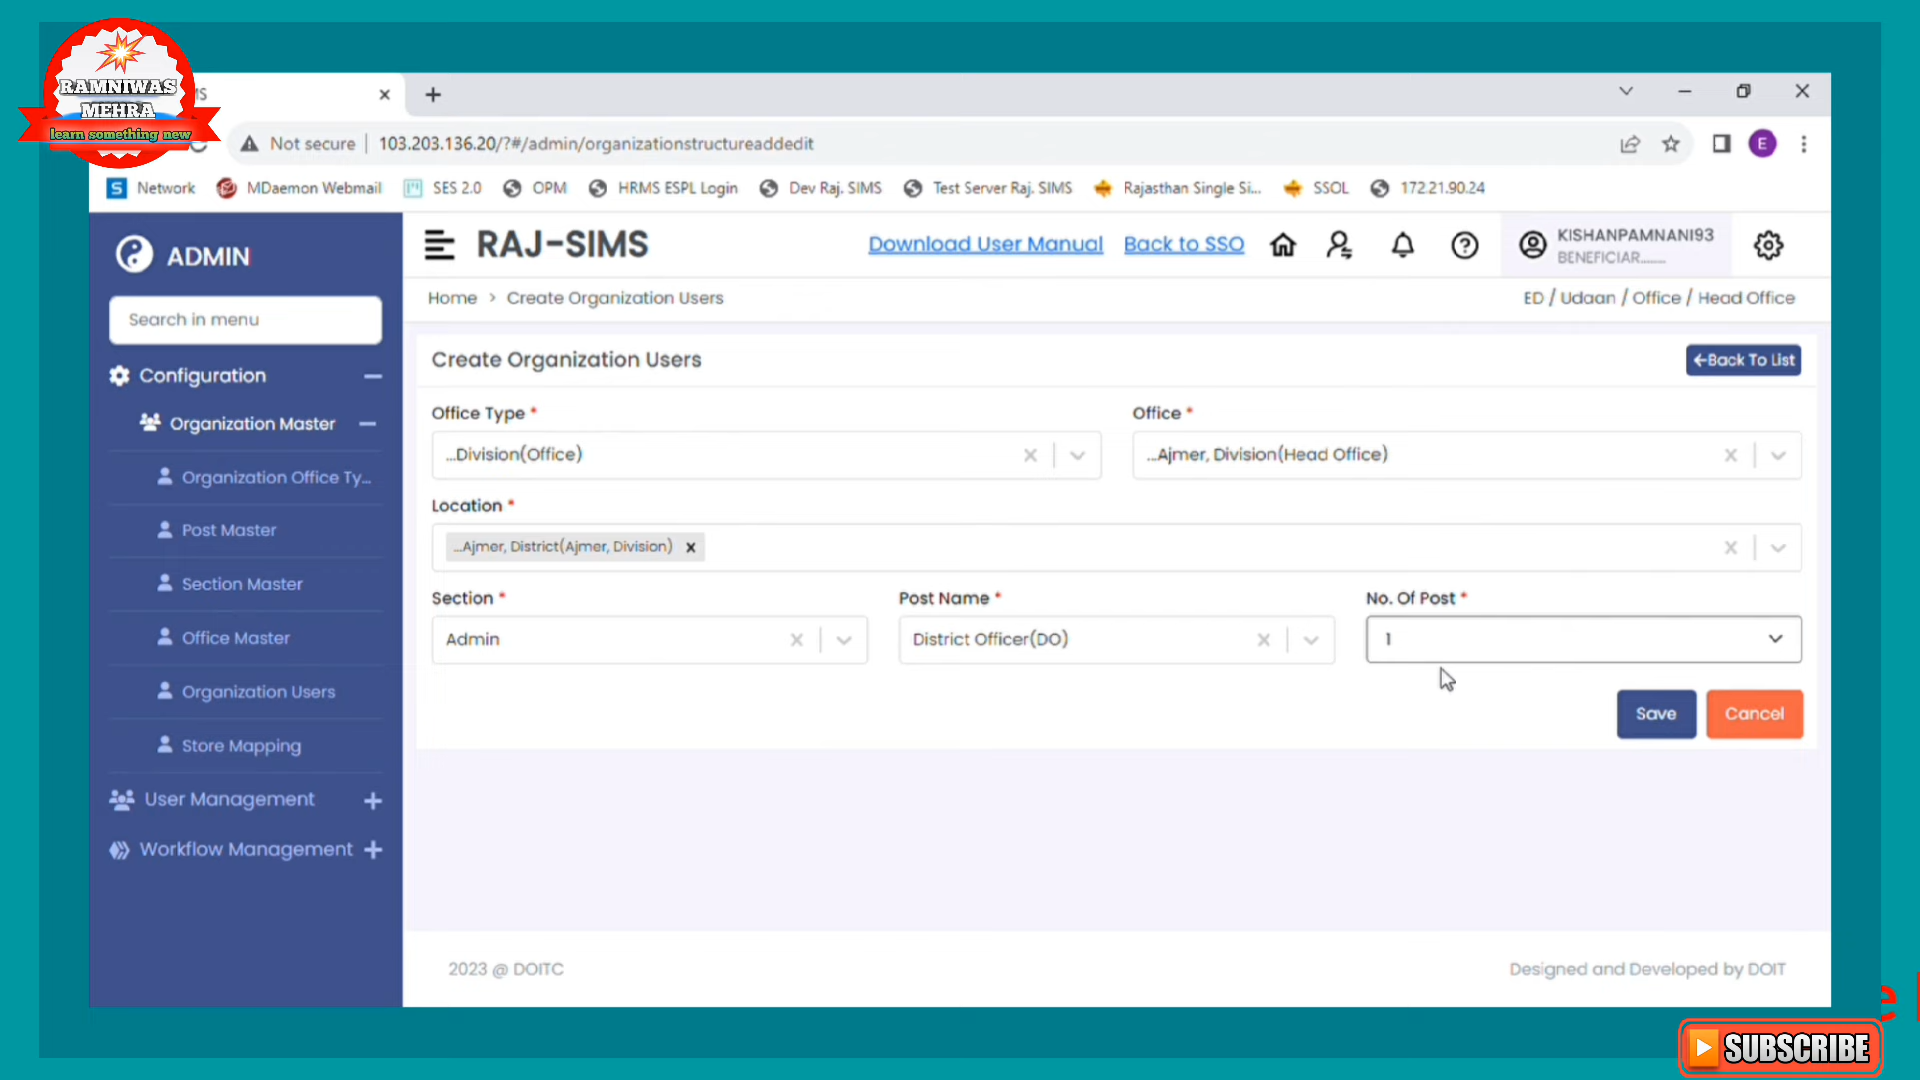 RAMNIWAS
MEHRA
learn something new
Not secure | 103.203.136.20/?#/admin/organizationstructureaddedit
E
Network MDaemon Webmail SES 2.0 OPM HRMS ESPL Login Dev Raj. SIMS Test Server Raj. SIMS Rajasthan Single Si... SSOL 172.21.90.24
ADMIN
Search in menu
Configuration
Organization Master
Organization Office Ty...
Post Master
Section Master
Office Master
Organization Users
Store Mapping
User Management
Workflow Management
RAJ-SIMS Download User Manual Back to SSO KISHANPAMNANI93
BENEFICIAR........
Home > Create Organization Users ED / Udaan / Office / Head Office
Create Organization Users Back To List
Office Type * Office *
...Division(Office) ...Ajmer, Division(Head Office)
Location *
...Ajmer, District(Ajmer, Division)
Section * Post Name * No. Of Post *
Admin District Officer(DO) 1
Save Cancel
2023 @ DOITC Designed and Developed by DOIT
SUBSCRIBE